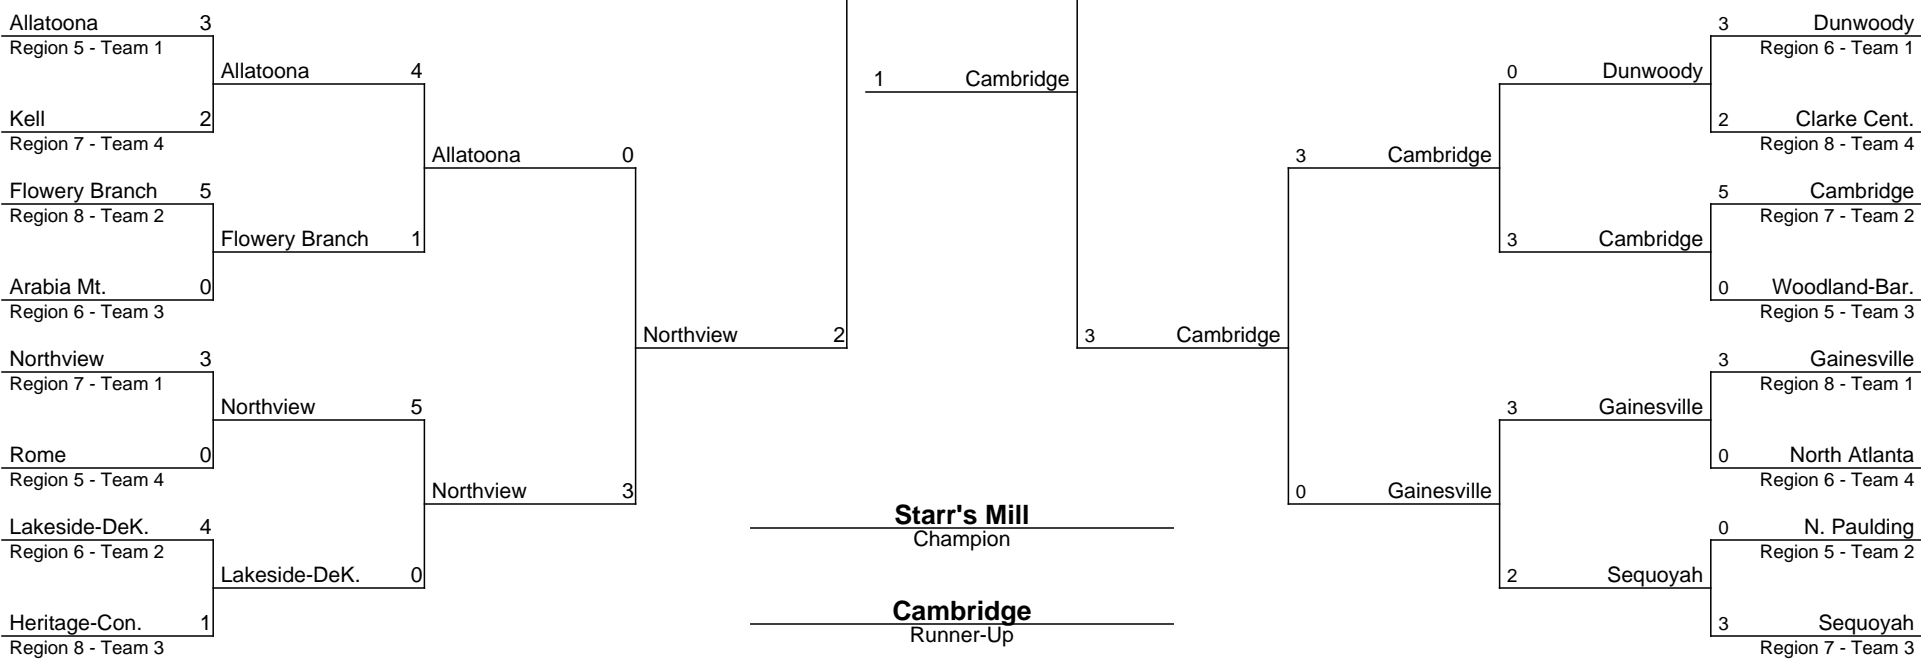 Allatoona 3
Region 5 - Team 1
Kell 2
Region 7 - Team 4
Flowery Branch 5
Region 8 - Team 2
Arabia Mt. 0
Region 6 - Team 3
Northview 3
Region 7 - Team 1
Rome 0
Region 5 - Team 4
Lakeside-DeK. 4
Region 6 - Team 2
Heritage-Con. 1
Region 8 - Team 3
Allatoona 4
Flowery Branch 1
Northview 5
Lakeside-DeK. 0
Allatoona 0
Northview 3
Northview 2
1 Cambridge
Starr's Mill
Champion
Cambridge
Runner-Up
3 Cambridge
3 Cambridge
0 Gainesville
0 Dunwoody
3 Cambridge
3 Gainesville
2 Sequoyah
3 Dunwoody
Region 6 - Team 1
2 Clarke Cent.
Region 8 - Team 4
5 Cambridge
Region 7 - Team 2
0 Woodland-Bar.
Region 5 - Team 3
3 Gainesville
Region 8 - Team 1
0 North Atlanta
Region 6 - Team 4
0 N. Paulding
Region 5 - Team 2
3 Sequoyah
Region 7 - Team 3